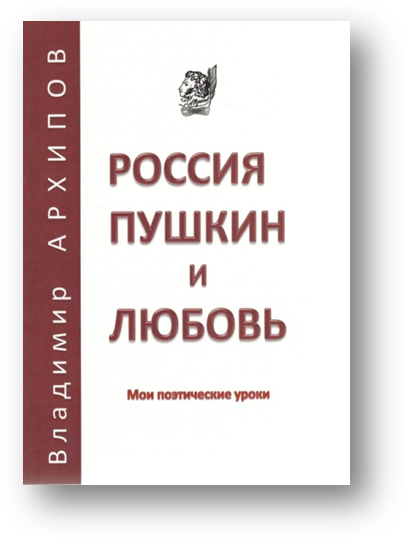 Владимир АРХИПОВ
РОССИЯ
ПУШКИН
И
ЛЮБОВЬ
Мои поэтические уроки